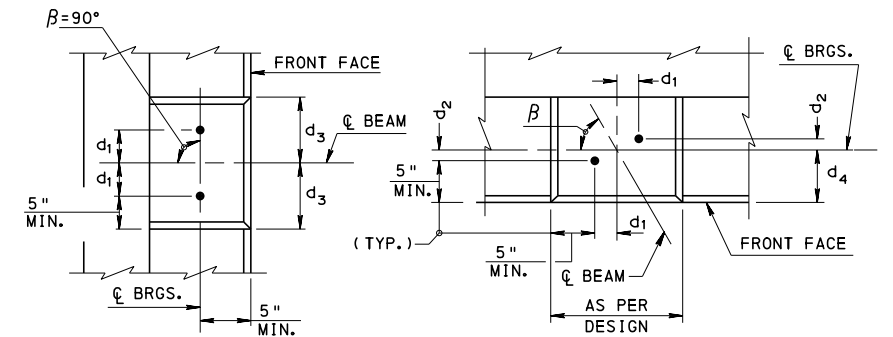 β=90°
FRONT FACE
℄ BEAM
d₁
d₁
d₃
d₃
5"
MIN.
℄ BRGS.
5"
MIN.
℄ BRGS.
d₁
d₂
d₂
β
5"
MIN.
d₄
d₁
(TYP.)
5"
MIN.
℄ BEAM
FRONT FACE
AS PER
DESIGN